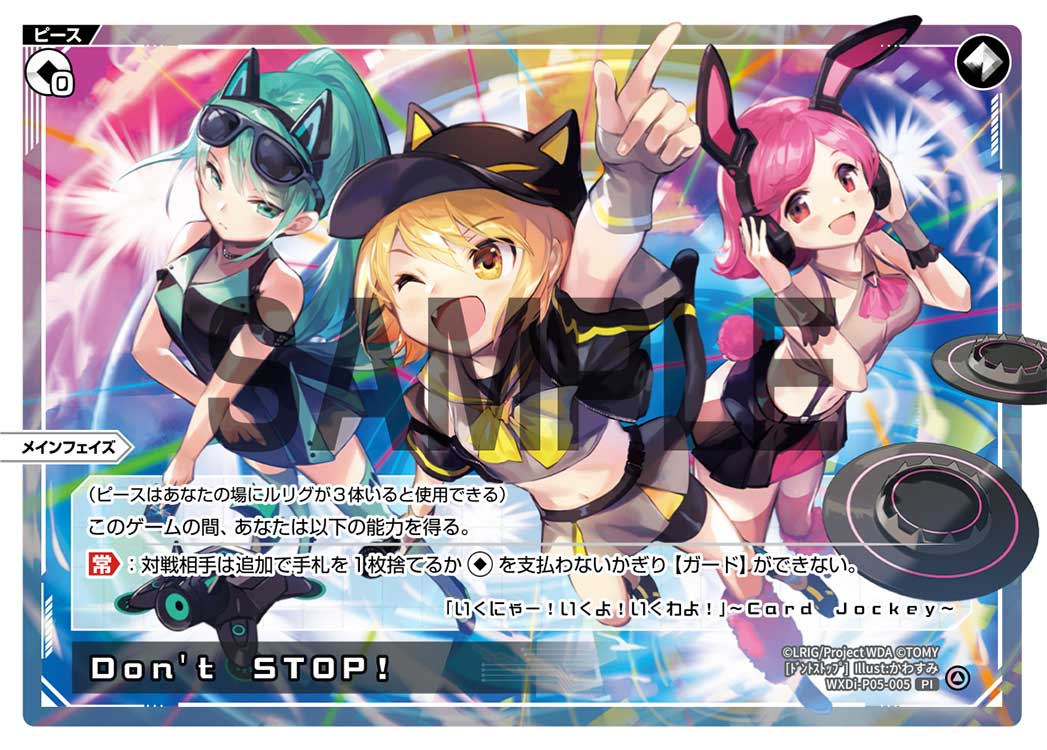 ピース
0
SAMPLE
メインフェイズ
（ピースはあなたの場にルリグが３体いると使用できる）
このゲームの間、あなたは以下の能力を得る。
常：対戦相手は追加で手札を１枚捨てるか◆を支払わないかぎり【ガード】ができない。
「いくにゃー！いくよ！いくわよ！」～Card Jockey～
Don't STOP!
©LRIG/Project WDA ©TOMY
[ﾄﾞﾝﾄｽﾄｯﾌﾟ] Illust:かわすみ
WXDi-P05-005 PI